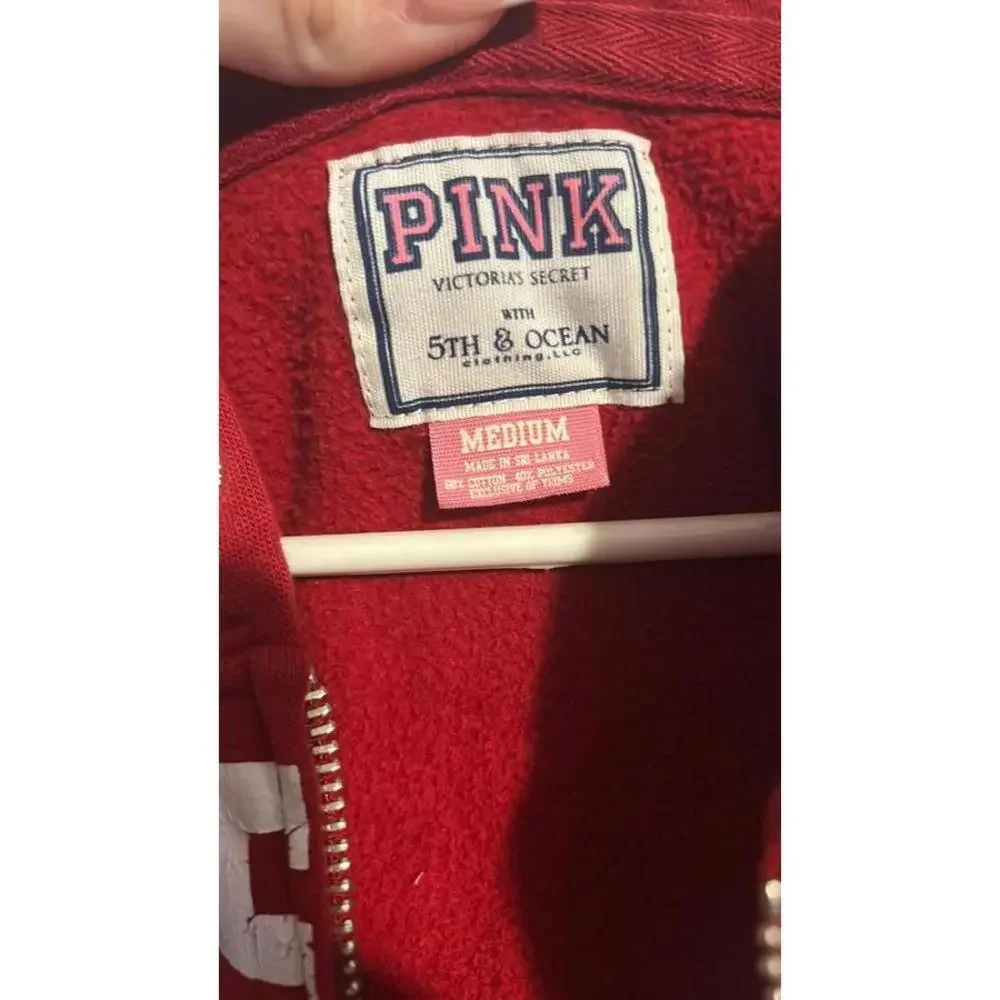 PINK
VICTORIA'S SECRET
WITH
5TH & OCEAN
clothing, LLC
MEDIUM
MADE IN SRI LANKA
60% COTTON 40% POLYESTER
EXCLUSIVE OF TRIMS